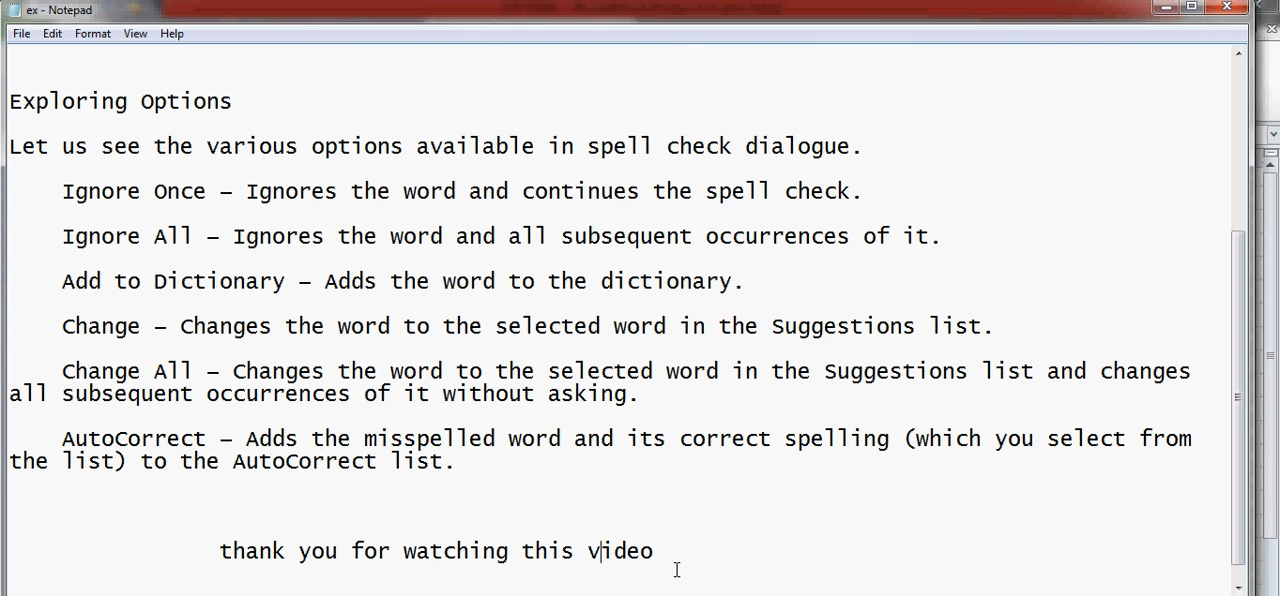 ex - Notepad
File Edit Format View Help
Exploring Options
Let us see the various options available in spell check dialogue.
Ignore Once – Ignores the word and continues the spell check.
Ignore All – Ignores the word and all subsequent occurrences of it.
Add to Dictionary – Adds the word to the dictionary.
Change – Changes the word to the selected word in the Suggestions list.
Change All – Changes the word to the selected word in the Suggestions list and changes
all subsequent occurrences of it without asking.
AutoCorrect – Adds the misspelled word and its correct spelling (which you select from
the list) to the AutoCorrect list.
thank you for watching this video